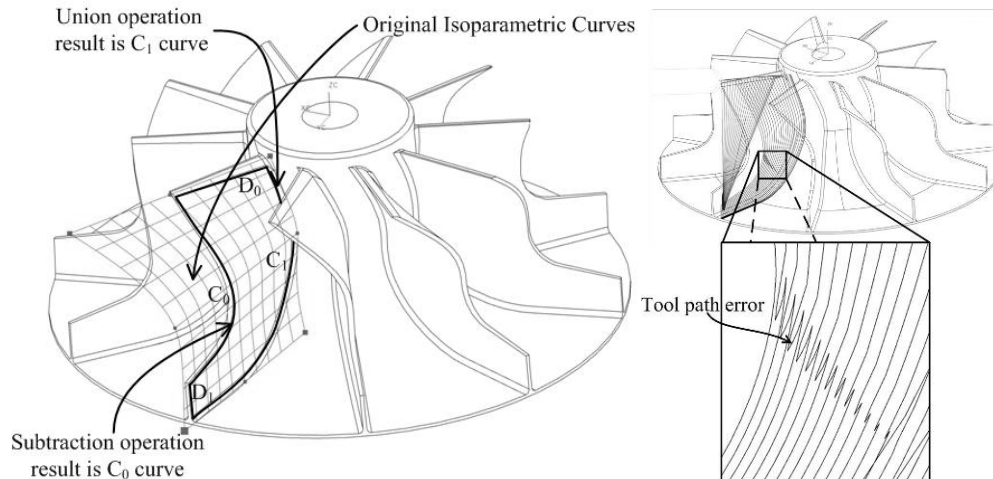 Union operation
result is C1 curve
Original Isoparametric Curves
ZC
D0
C1
C0
D1
Subtraction operation
result is C0 curve
Tool path error